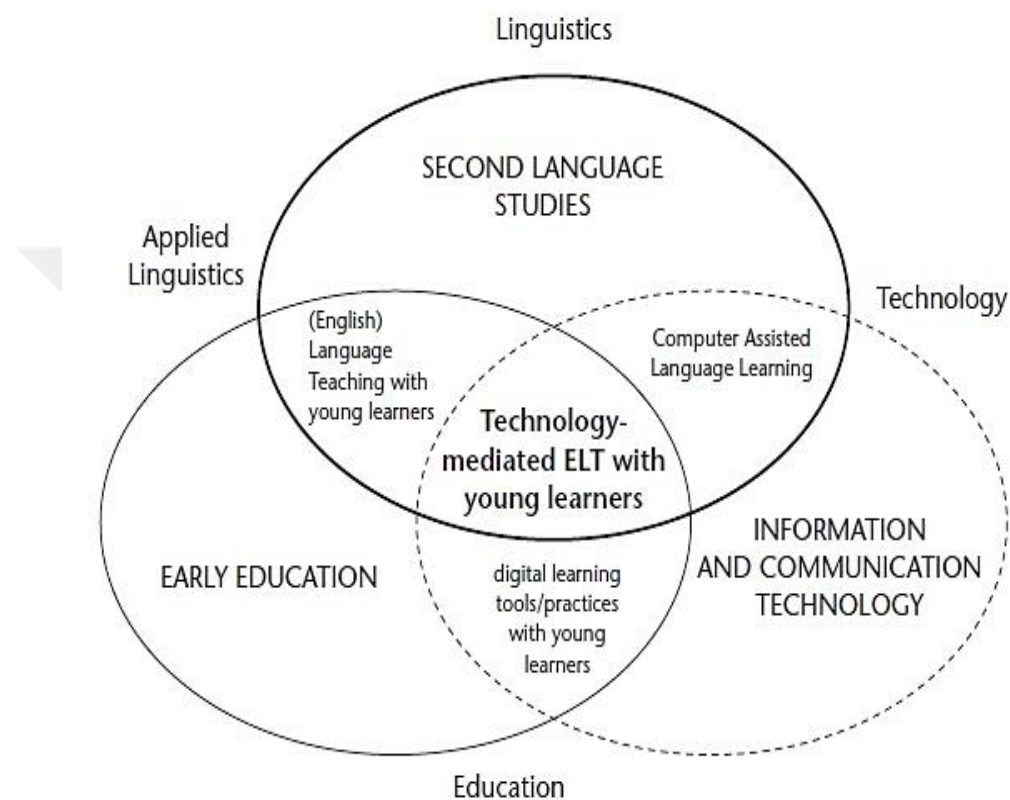 Linguistics
SECOND LANGUAGE
STUDIES
Applied
Linguistics
Technology
(English)
Language
Teaching with
young learners
Computer Assisted
Language Learning
Technology-
mediated ELT with
young learners
EARLY EDUCATION
INFORMATION
AND COMMUNICATION
TECHNOLOGY
digital learning
tools/practices
with young
learners
Education